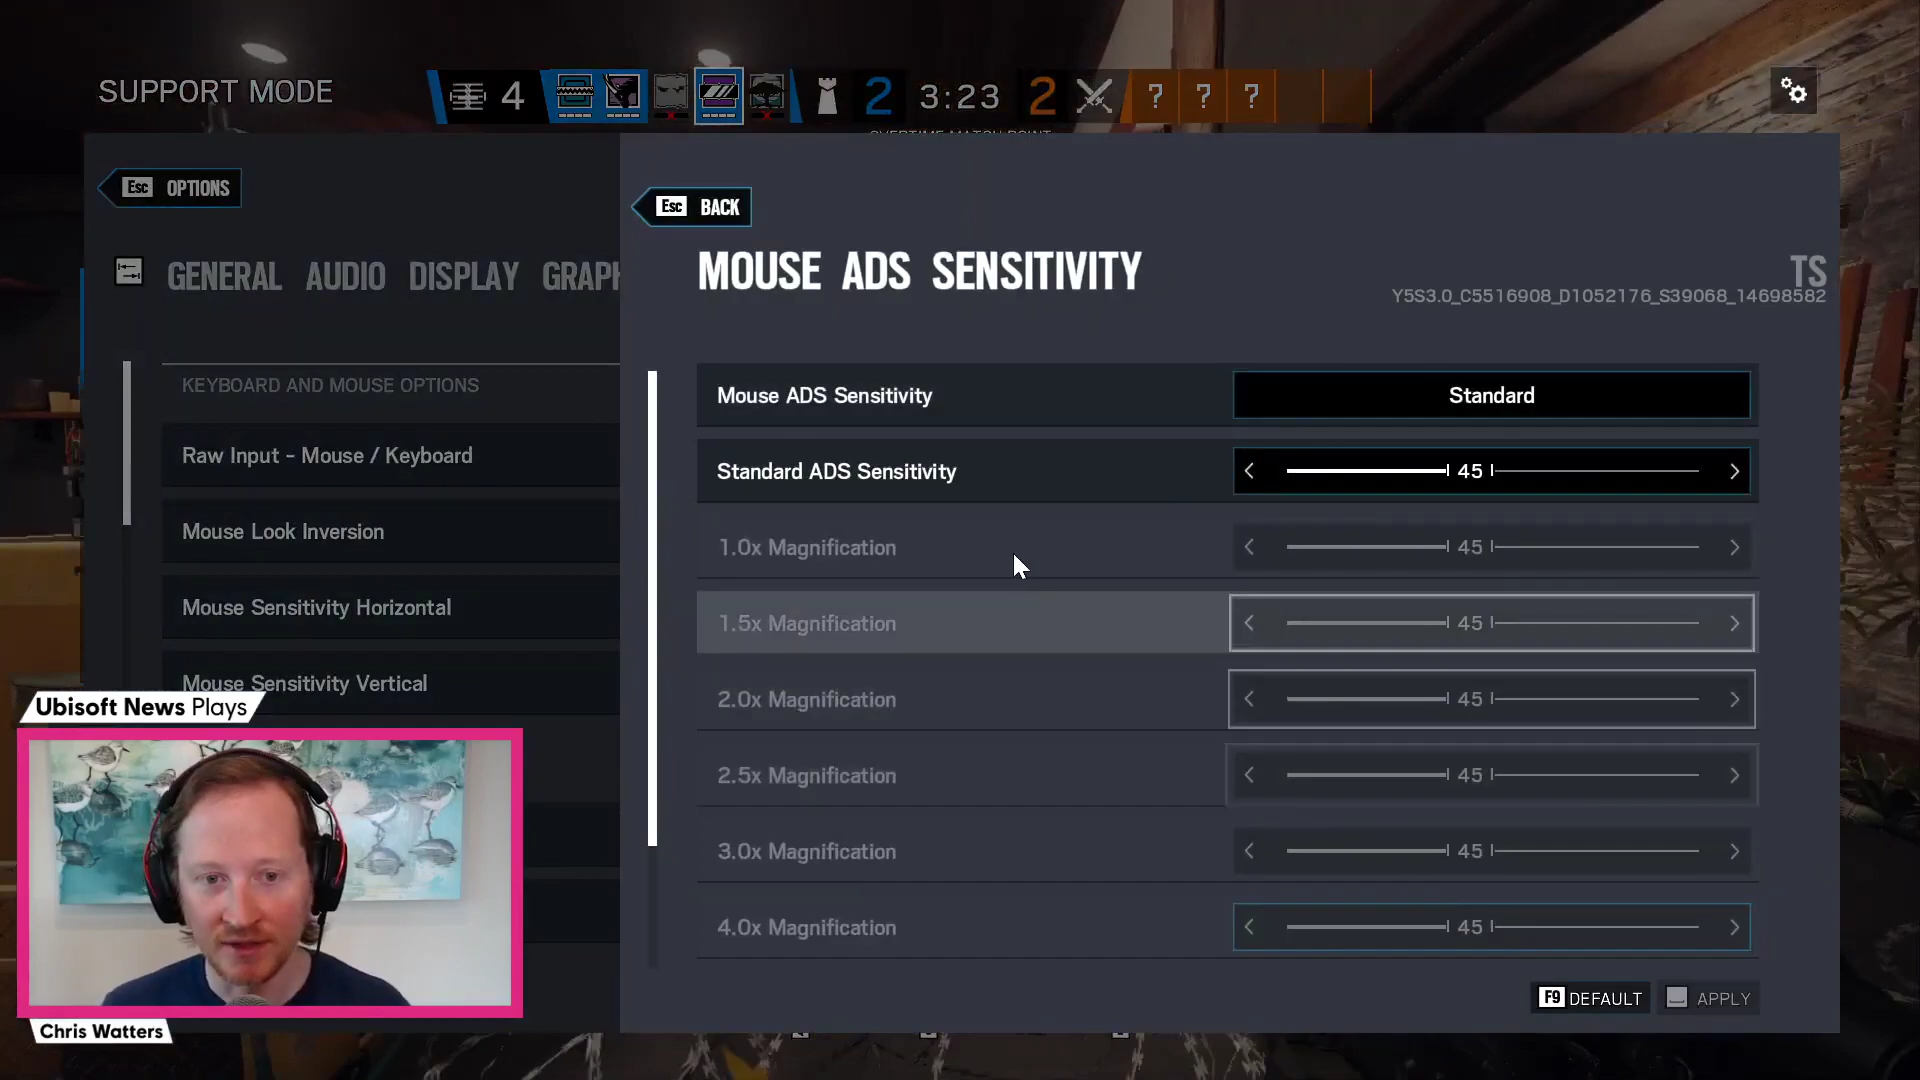 SUPPORT MODE
4
2
3:23
2
? ? ?
OVERTIME MATCH POINT
Esc OPTIONS
Esc BACK
GENERAL AUDIO DISPLAY GRAPH
MOUSE ADS SENSITIVITY
TS
Y5S3.0_C5516908_D1052176_S39068_14698582
KEYBOARD AND MOUSE OPTIONS
Raw Input - Mouse / Keyboard
Mouse Look Inversion
Mouse Sensitivity Horizontal
Mouse Sensitivity Vertical
Mouse ADS Sensitivity Standard
Standard ADS Sensitivity 45
1.0x Magnification 45
1.5x Magnification 45
2.0x Magnification 45
2.5x Magnification 45
3.0x Magnification 45
4.0x Magnification 45
F9 DEFAULT APPLY
Ubisoft News Plays
Chris Watters